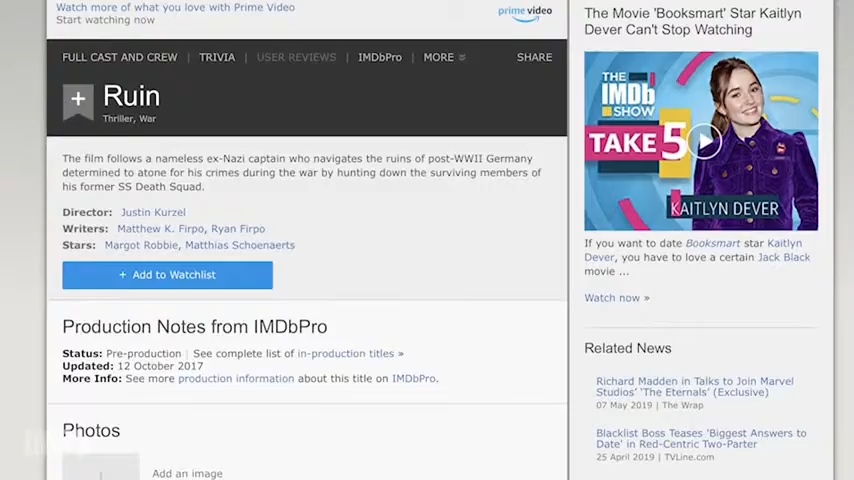 Watch more of what you love with Prime Video
Start watching now
prime video
FULL CAST AND CREW | TRIVIA | USER REVIEWS | IMDbPro | MORE SHARE
+ Ruin
Thriller, War
The film follows a nameless ex-Nazi captain who navigates the ruins of post-WWII Germany
determined to atone for his crimes during the war by hunting down the surviving members of
his former SS Death Squad.
Director: Justin Kurzel
Writers: Matthew K. Firpo, Ryan Firpo
Stars: Margot Robbie, Matthias Schoenaerts
+ Add to Watchlist
Production Notes from IMDbPro
Status: Pre-production | See complete list of in-production titles »
Updated: 12 October 2017
More Info: See more production information about this title on IMDbPro.
Photos
Add an image
The Movie 'Booksmart' Star Kaitlyn
Dever Can't Stop Watching
THE
IMDb
SHOW
TAKE 5
KAITLYN DEVER
If you want to date Booksmart star Kaitlyn
Dever, you have to love a certain Jack Black
movie ...
Watch now »
Related News
Richard Madden in Talks to Join Marvel
Studios' 'The Eternals' (Exclusive)
07 May 2019 | The Wrap
Blacklist Boss Teases 'Biggest Answers to
Date' in Red-Centric Two-Parter
25 April 2019 | TVLine.com